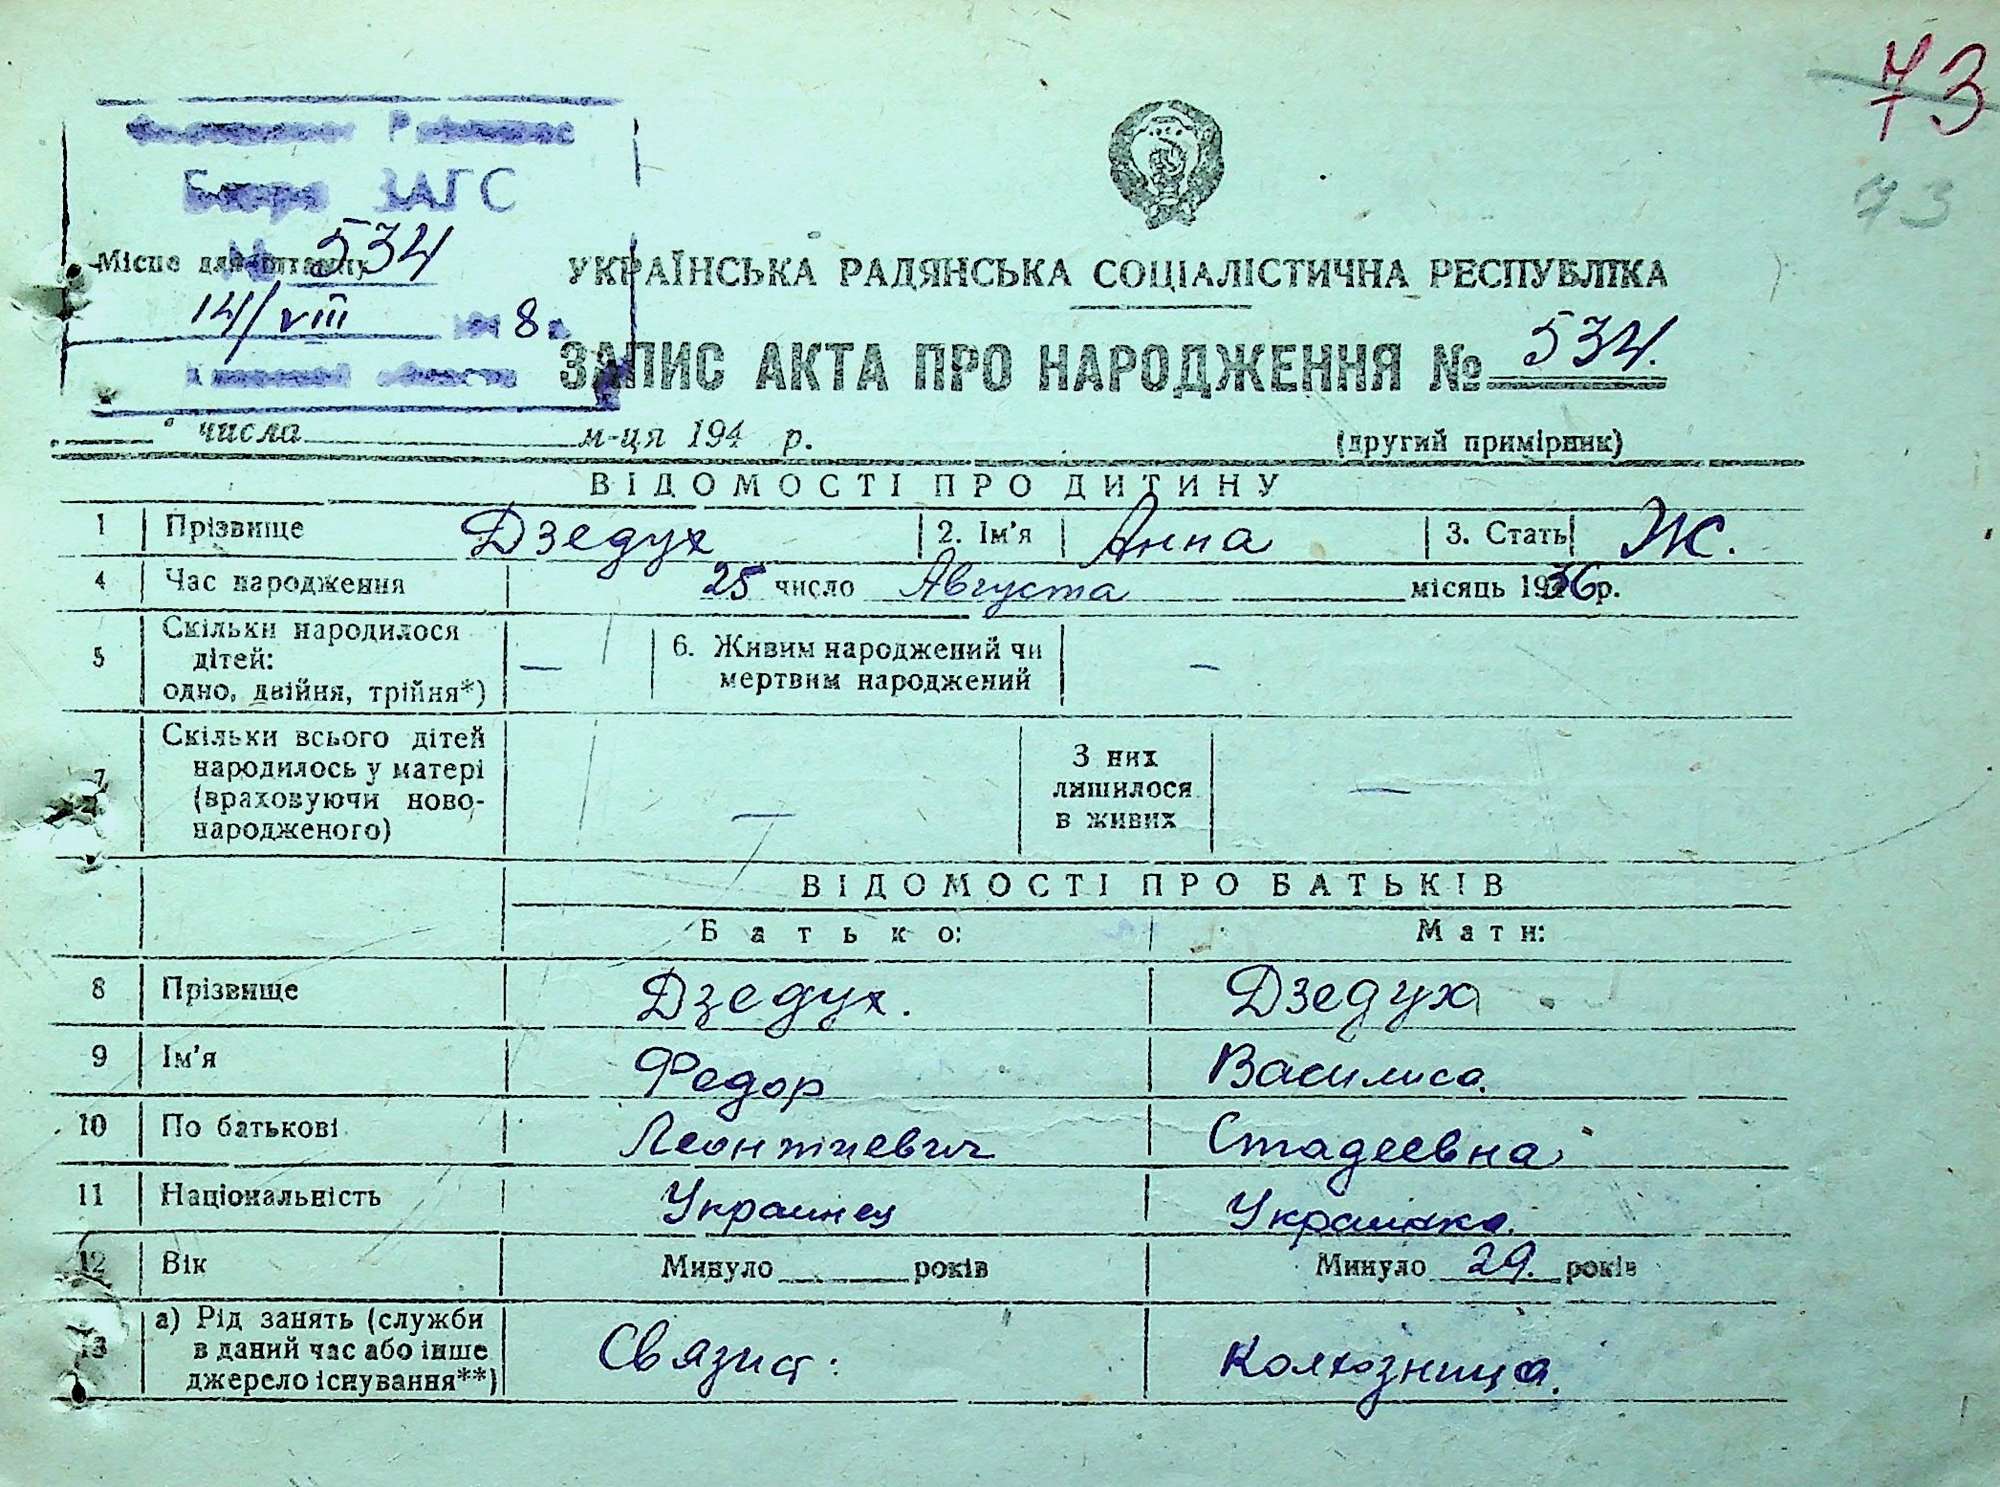 73
73
Бюро ЗАГС
Місце для штампу
534
14/VIII 1948 г.
УКРАЇНСЬКА РАДЯНСЬКА СОЦІАЛІСТИЧНА РЕСПУБЛІКА
ЗАПИС АКТА ПРО НАРОДЖЕННЯ № 534.
" числа м-ця 194 р.
(другий примірник)
ВІДОМОСТІ ПРО ДИТИНУ
1 Прізвище Дзедух 2. Ім'я Анна 3. Стать Ж.
4 Час народження 25 число Августа місяць 1936 р.
5 Скільки народилося дітей: одно, двійня, трійня*) — 6. Живим народжений чи мертвим народжений —
7 Скільки всього дітей народилось у матері (враховуючи новонародженого) — З них лишилося в живих —
ВІДОМОСТІ ПРО БАТЬКІВ
Батько: Мати:
8 Прізвище Дзедух. Дзедуха
9 Ім'я Федор Василиса.
10 По батькові Леонтиевич Стадеевна
11 Національність Украинец Украинка.
12 Вік Минуло років Минуло 29. років
13 а) Рід занять (служби в даний час або інше джерело існування**) Связист: Колхозница.